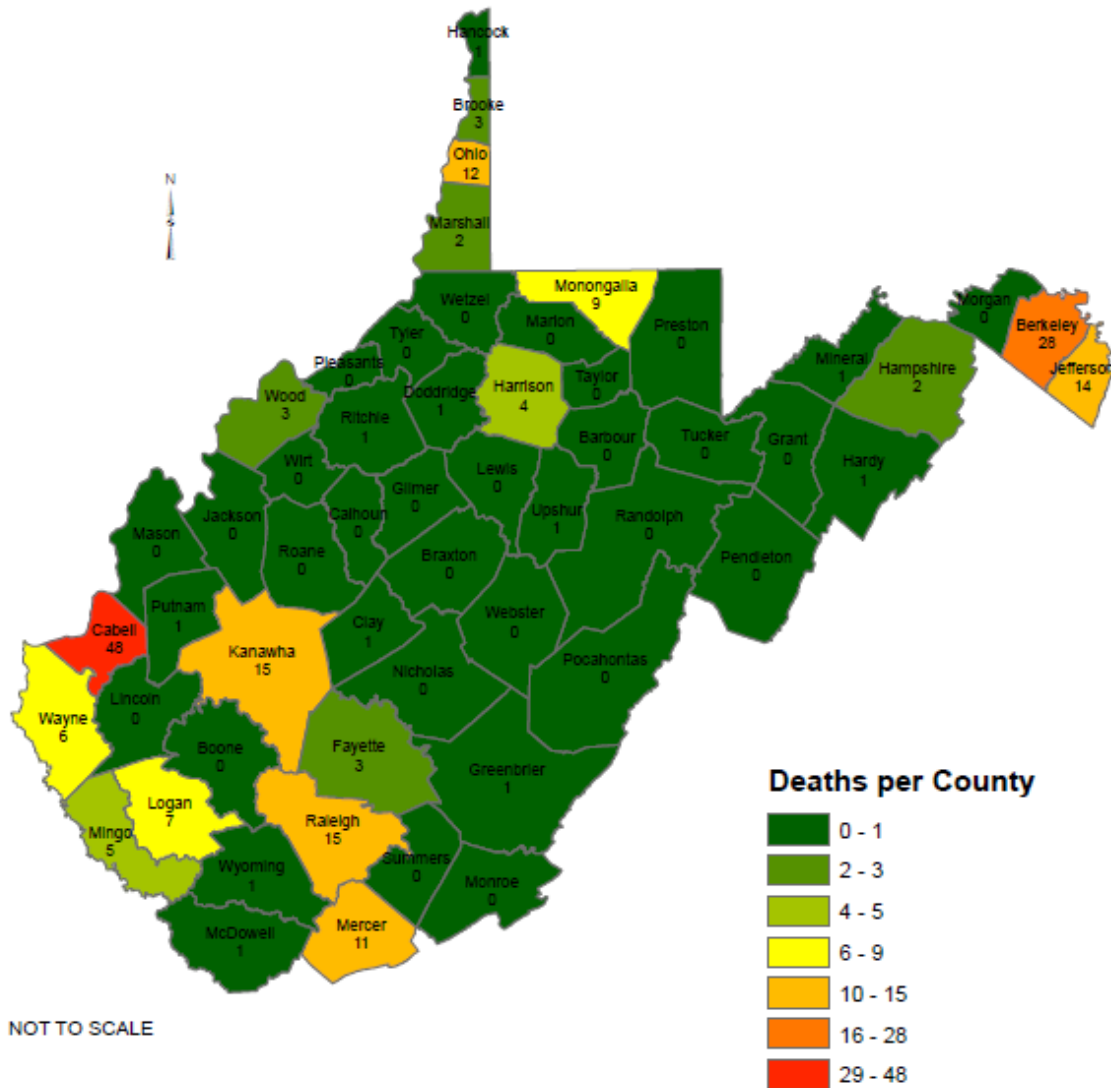 Hancock
1
Brooke
3
Ohio
12
Marshall
2
N
Wetzel
0
Monongalia
9
Marion
0
Preston
0
Tyler
0
Pleasants
0
Doddridge
1
Harrison
4
Taylor
0
Wood
3
Ritchie
1
Morgan
0
Berkeley
28
Jefferson
14
Mineral
1
Hampshire
2
Wirt
0
Barbour
0
Tucker
0
Grant
0
Hardy
1
Lewis
0
Gilmer
0
Calhoun
0
Upshur
1
Randolph
0
Jackson
0
Mason
0
Roane
0
Braxton
0
Pendleton
0
Putnam
1
Cabell
48
Kanawha
15
Clay
1
Webster
0
Nicholas
0
Pocahontas
0
Lincoln
0
Wayne
6
Boone
0
Fayette
3
Greenbrier
1
Logan
7
Mingo
5
Raleigh
15
Summers
0
Monroe
0
Wyoming
1
McDowell
1
Mercer
11
NOT TO SCALE
Deaths per County
0 - 1
2 - 3
4 - 5
6 - 9
10 - 15
16 - 28
29 - 48